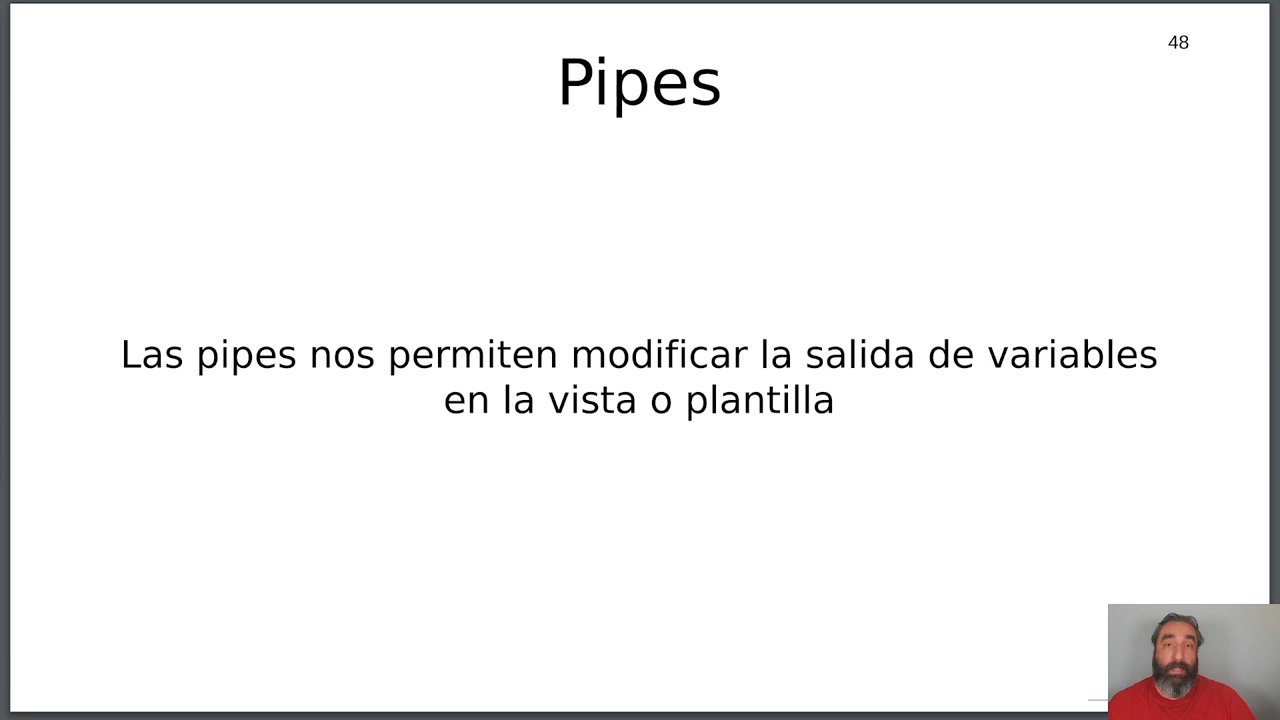 48
Pipes
Las pipes nos permiten modificar la salida de variables
en la vista o plantilla